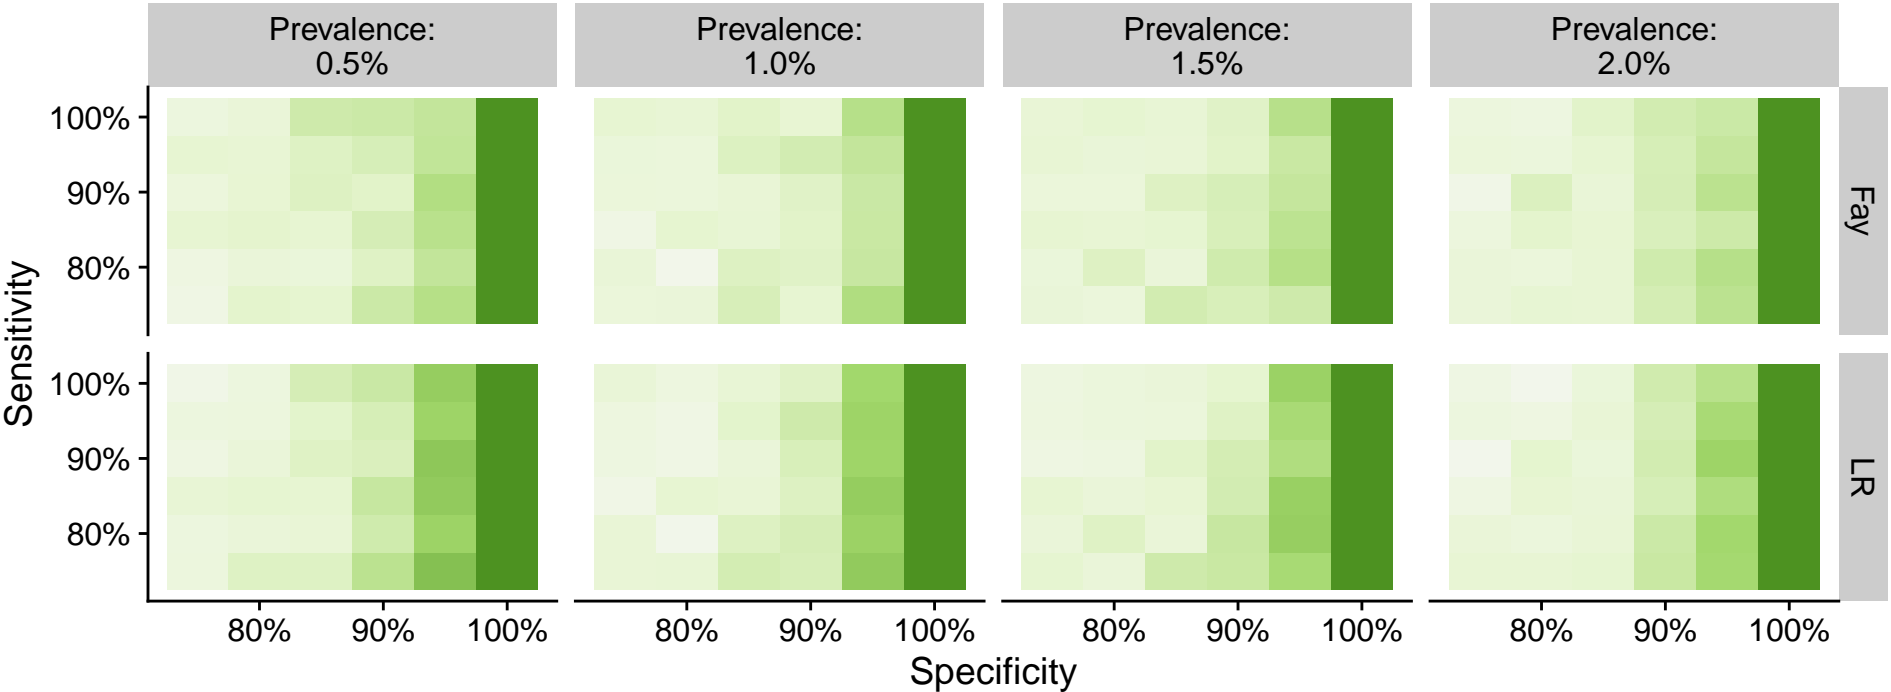 Prevalence:
0.5%
Prevalence:
1.0%
Prevalence:
1.5%
Prevalence:
2.0%
Sensitivity
100%
90%
80%
Fay
100%
90%
80%
LR
80% 90% 100% 80% 90% 100% 80% 90% 100% 80% 90% 100%
Specificity